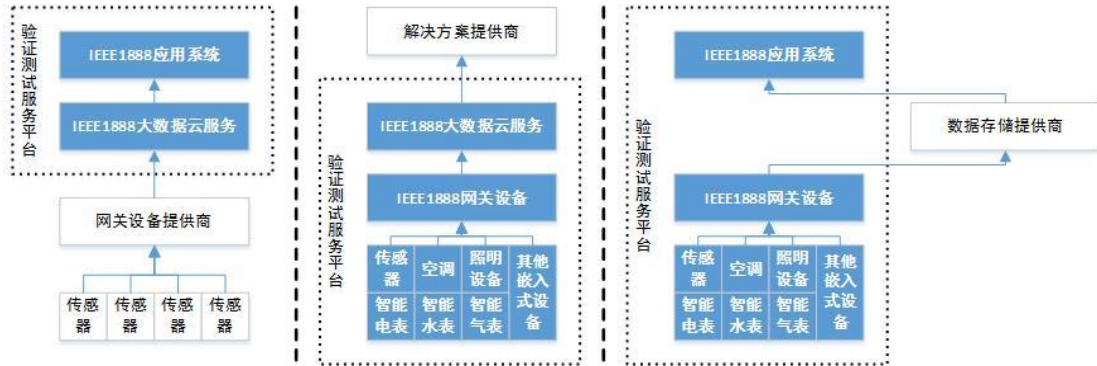 验证测试服务平台
IEEE1888应用系统
IEEE1888大数据云服务
网关设备提供商
传感
器
传感
器
传感
器
传感
器
解决方案提供商
验证测试服务平台
IEEE1888大数据云服务
IEEE1888网关设备
传感
器
空调
照明
设备
其他
嵌入
式设
备
智能
电表
智能
水表
智能
气表
验证测试服务平台
IEEE1888应用系统
数据存储提供商
IEEE1888网关设备
传感
器
空调
照明
设备
其他
嵌入
式设
备
智能
电表
智能
水表
智能
气表